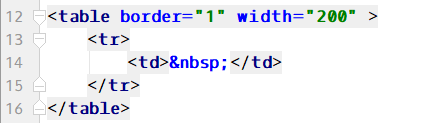 12 <table border="1" width="200" >
13 <tr>
14 <td>&nbsp;</td>
15 </tr>
16 </table>